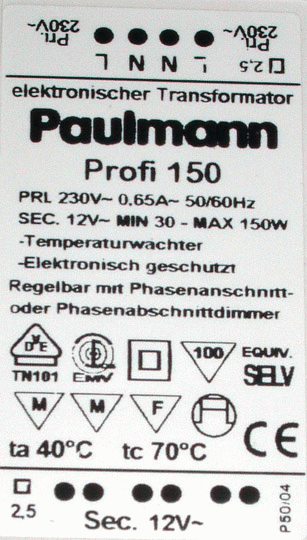 Pri. 230V~ L N N L Pri. 230V~
2,5
elektronischer Transformator
Paulmann
Profi 150
PRL 230V~ 0.65A~ 50/60Hz
SEC. 12V~ MIN 30 - MAX 150W
-Temperaturwächter
-Elektronisch geschutzt
Regelbar mit Phasenanschnitt-
oder Phasenabschnittdimmer
DVE
TN101
EMV
100
EQUIV.
SELV
M M F
ta 40°C tc 70°C CE
2,5
Sec. 12V~
P50/04